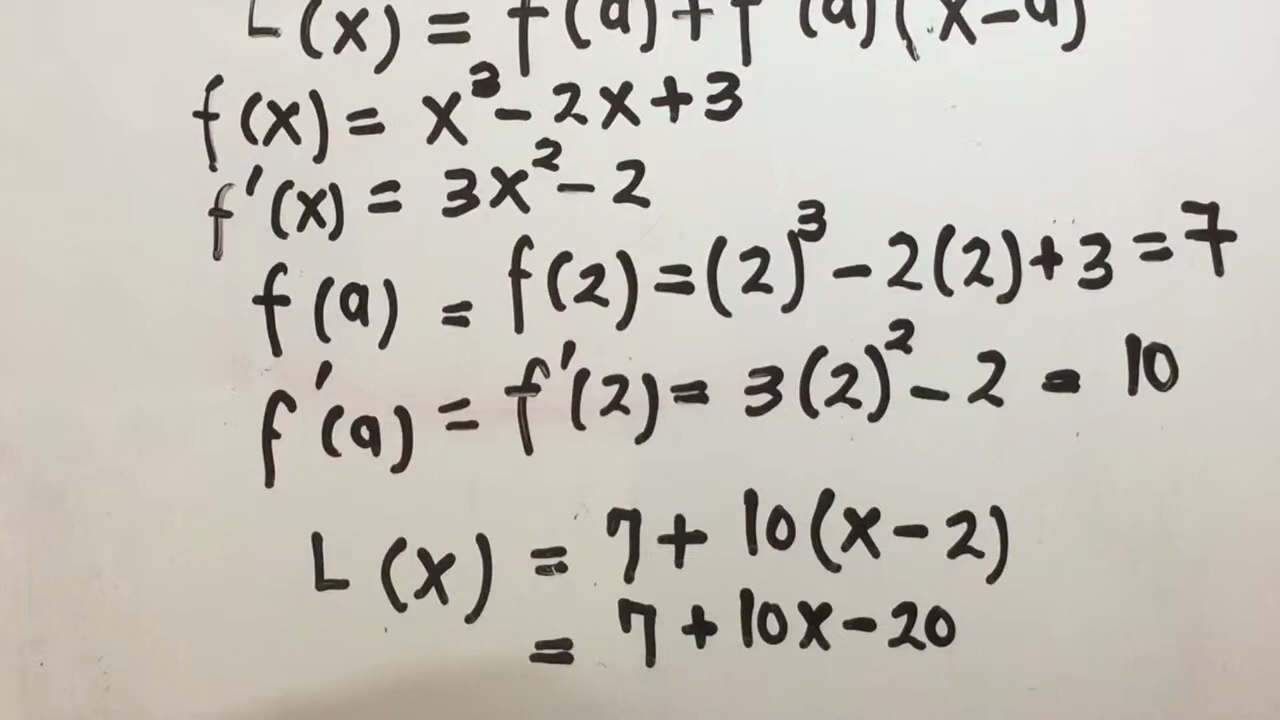 L(x) = f(a) + f'(a)(x-a)
f(x) = x³ - 2x + 3
f'(x) = 3x² - 2
f(a) = f(2) = (2)³ - 2(2) + 3 = 7
f'(a) = f'(2) = 3(2)² - 2 = 10
L(x) = 7 + 10(x-2)
= 7 + 10x - 20